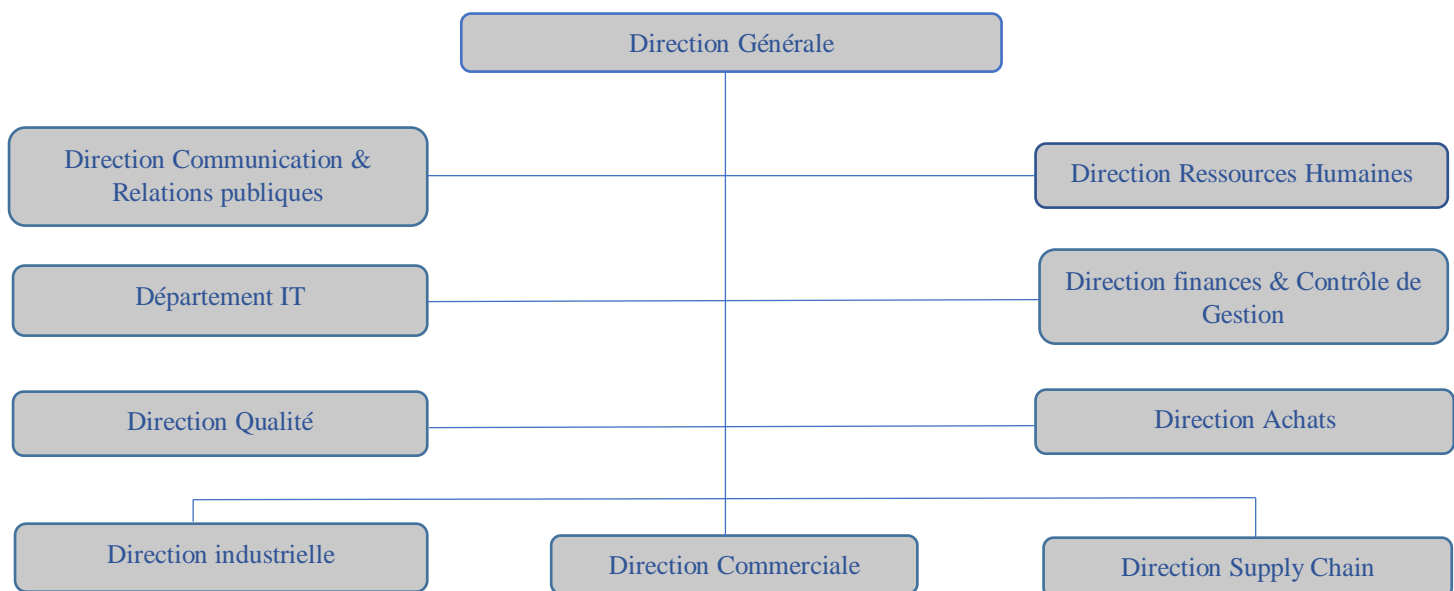 Direction Générale
Direction Communication &
Relations publiques
Direction Ressources Humaines
Département IT
Direction finances & Contrôle de
Gestion
Direction Qualité
Direction Achats
Direction industrielle
Direction Commerciale
Direction Supply Chain